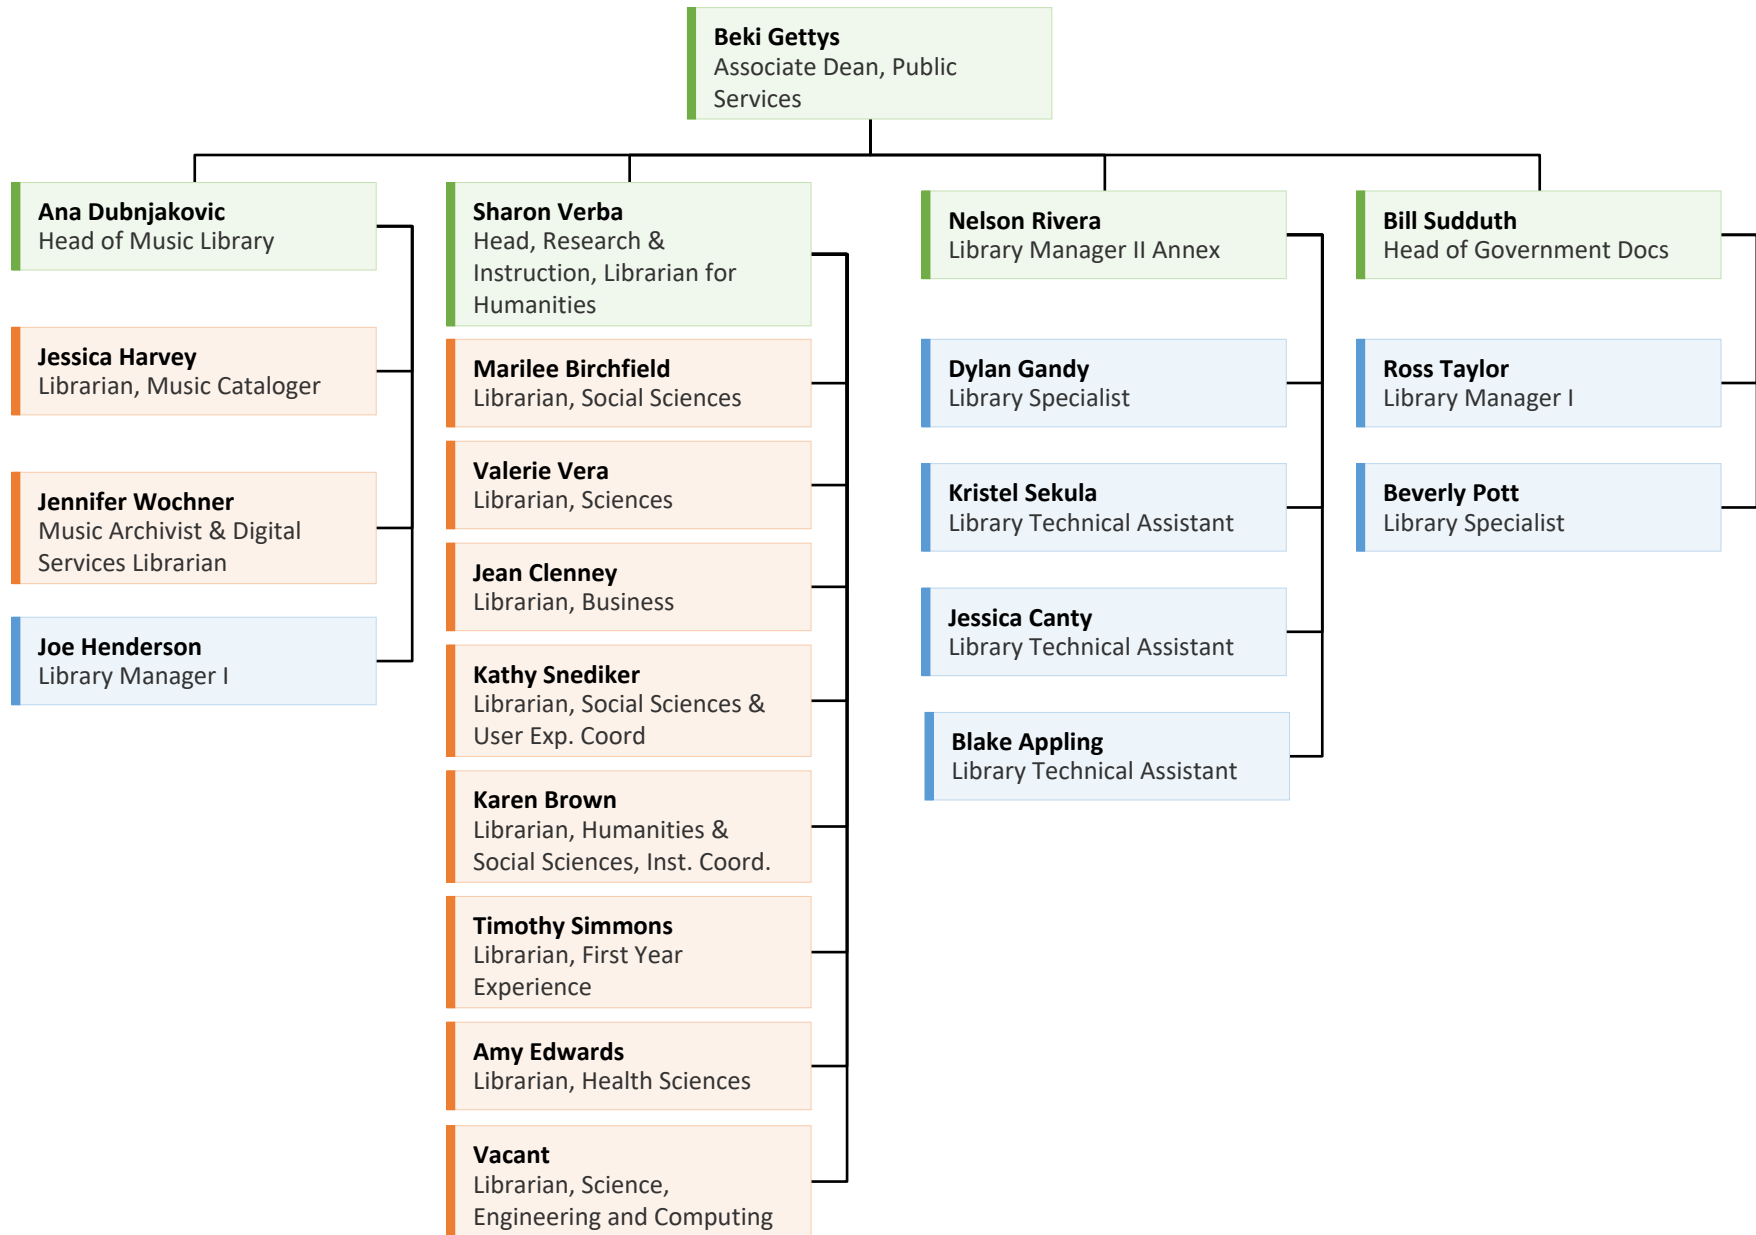 Beki Gettys
Associate Dean, Public
Services
Ana Dubnjakovic
Head of Music Library
Jessica Harvey
Librarian, Music Cataloger
Jennifer Wochner
Music Archivist & Digital
Services Librarian
Joe Henderson
Library Manager I
Sharon Verba
Head, Research &
Instruction, Librarian for
Humanities
Marilee Birchfield
Librarian, Social Sciences
Valerie Vera
Librarian, Sciences
Jean Clenney
Librarian, Business
Kathy Snediker
Librarian, Social Sciences &
User Exp. Coord
Karen Brown
Librarian, Humanities &
Social Sciences, Inst. Coord.
Timothy Simmons
Librarian, First Year
Experience
Amy Edwards
Librarian, Health Sciences
Vacant
Librarian, Science,
Engineering and Computing
Nelson Rivera
Library Manager II Annex
Dylan Gandy
Library Specialist
Kristel Sekula
Library Technical Assistant
Jessica Canty
Library Technical Assistant
Blake Appling
Library Technical Assistant
Bill Sudduth
Head of Government Docs
Ross Taylor
Library Manager I
Beverly Pott
Library Specialist